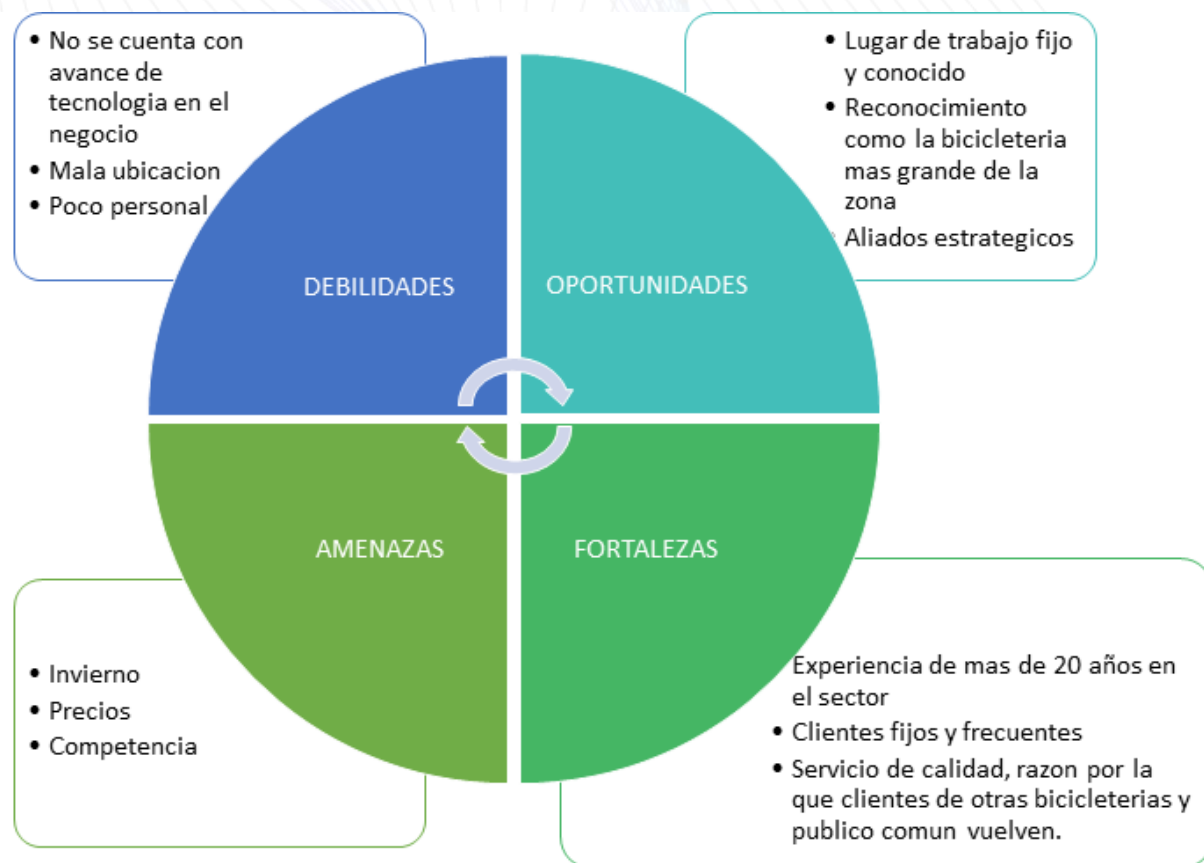 • No se cuenta con
avance de
tecnologia en el
negocio
• Mala ubicacion
• Poco personal
• Lugar de trabajo fijo
y conocido
• Reconocimiento
como la bicicleteria
mas grande de la
zona
• Aliados estrategicos
DEBILIDADES
OPORTUNIDADES
AMENAZAS
FORTALEZAS
• Invierno
• Precios
• Competencia
Experiencia de mas de 20 años en
el sector
• Clientes fijos y frecuentes
• Servicio de calidad, razon por la
que clientes de otras bicicleterias y
publico comun vuelven.